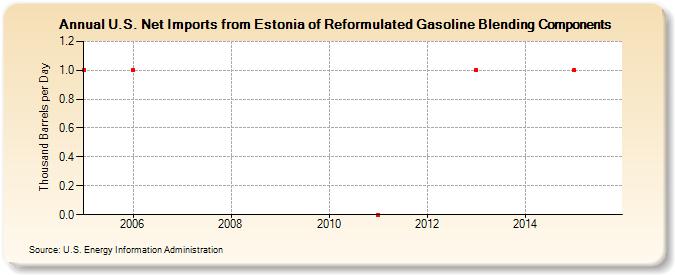 Annual U.S. Net Imports from Estonia of Reformulated Gasoline Blending Components
Thousand Barrels per Day
1.2
1.0
0.8
0.6
0.4
0.2
0.0
2006 2008 2010 2012 2014
Source: U.S. Energy Information Administration